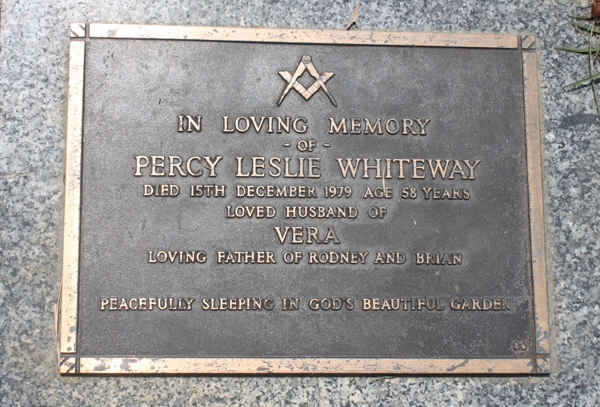 IN LOVING MEMORY
- OF -
PERCY LESLIE WHITEWAY
DIED 15TH DECEMBER 1979 AGE 58 YEARS
LOVED HUSBAND OF
VERA
LOVING FATHER OF RODNEY AND BRIAN
PEACEFULLY SLEEPING IN GOD'S BEAUTIFUL GARDEN